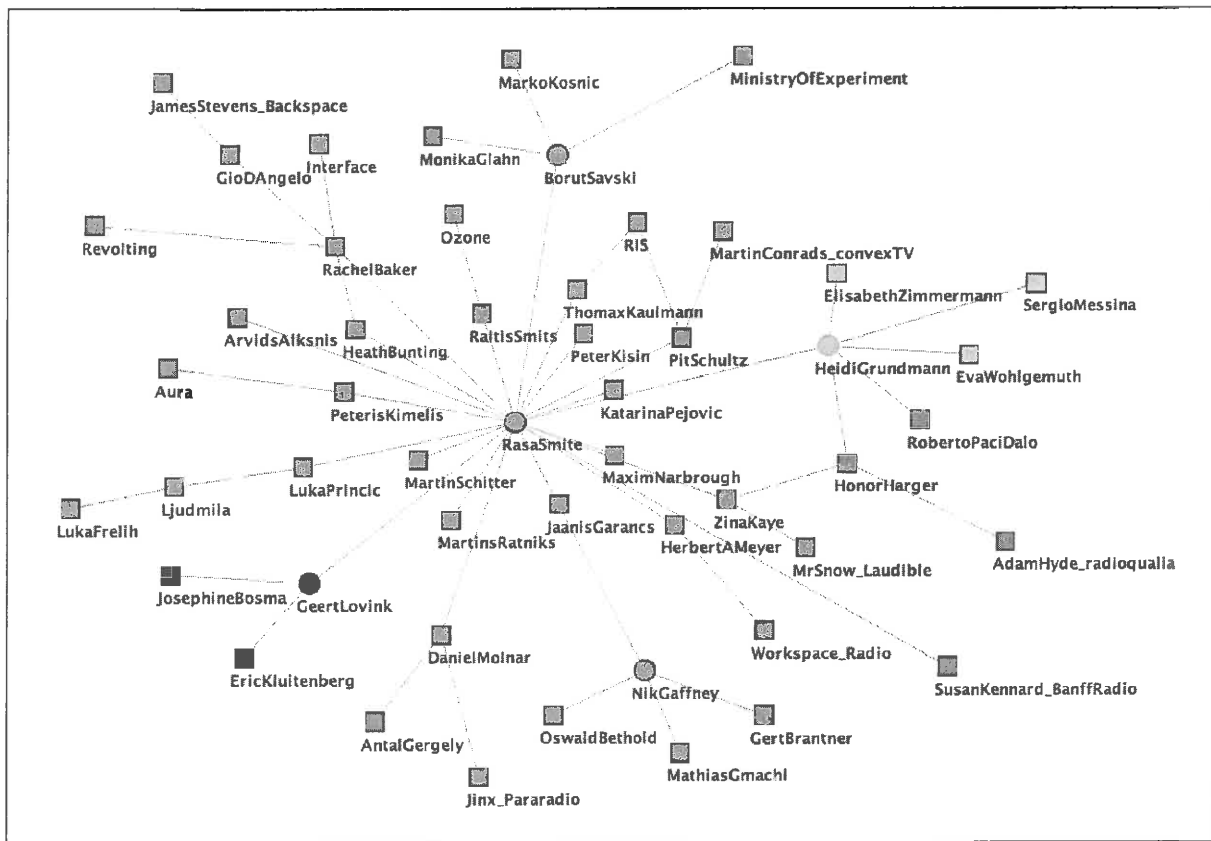 MarkoKosnic
MinistryOfExperiment
JamesStevens_Backspace
MonikaGlahn
Interface
GioDAngelo
BorutSavski
Revolting
Ozone
RIS
MartinConrads_convexTV
RachelBaker
ElisabethZimmermann
SergioMessina
ThomaxKaulmann
ArvidsAlksnis
HeathBunting
RaitisSmits
PeterKisin
PitSchultz
HeidiGrundmann
EvaWohlgemuth
Aura
PeterisKimelis
KatarinaPejovic
RobertoPaciDalo
RasaSmite
MartinSchitter
MaximNarbrough
HonorHarger
LukaPrincic
Ljudmila
LukaFrelih
MartinsRatniks
JaanisGarancs
ZinaKaye
HerbertAMeyer
MrSnow_Laudible
AdamHyde_radioqualia
JosephineBosma
GeertLovink
DanielMolnar
Workspace_Radio
EricKluitenberg
NikGaffney
SusanKennard_BanffRadio
AntalGergely
OswaldBethold
GertBrantner
MathiasGmachl
Jinx_Pararadio